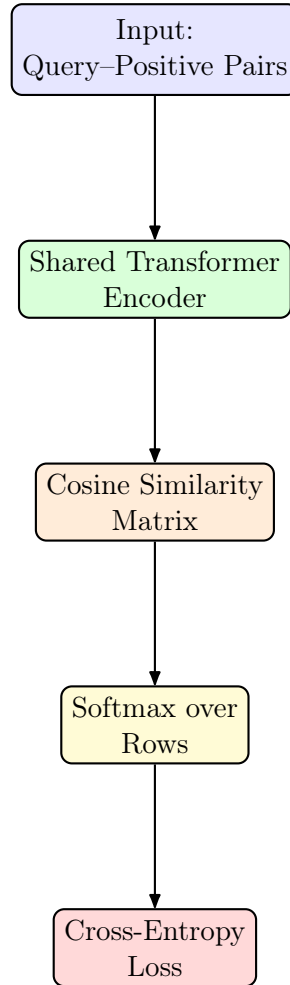 Input:
Query–Positive Pairs
Shared Transformer
Encoder
Cosine Similarity
Matrix
Softmax over
Rows
Cross-Entropy
Loss